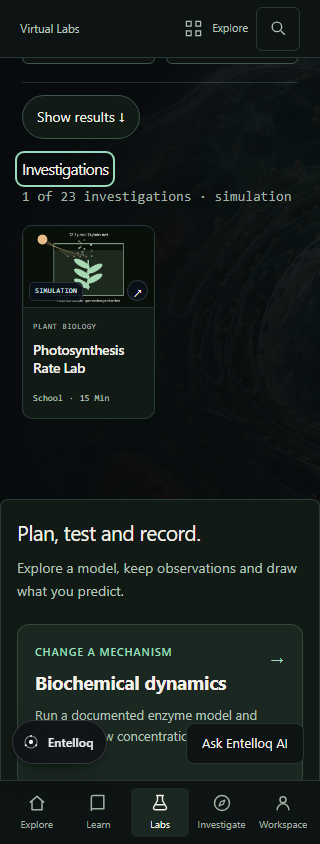 Virtual Labs
Explore
Show results ↓
Investigations
1 of 23 investigations · simulation
SIMULATION
↗
PLANT BIOLOGY
Photosynthesis
Rate Lab
School · 15 Min
Plan, test and record.
Explore a model, keep observations and draw
what you predict.
CHANGE A MECHANISM
→
Biochemical dynamics
Run a documented enzyme model and
Entelloq
Ask Entelloq AI
Explore
Learn
Labs
Investigate
Workspace